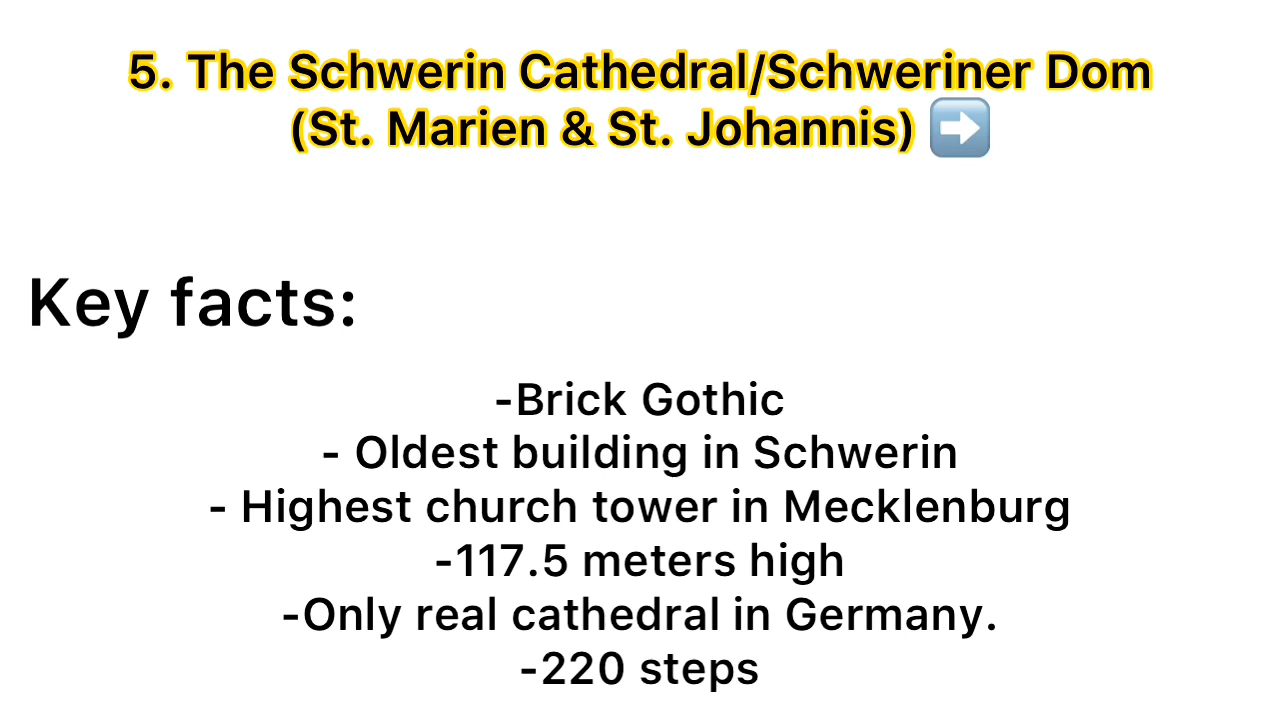 5. The Schwerin Cathedral/Schweriner Dom
(St. Marien & St. Johannis) ➡️
Key facts:
-Brick Gothic
- Oldest building in Schwerin
- Highest church tower in Mecklenburg
-117.5 meters high
-Only real cathedral in Germany.
-220 steps